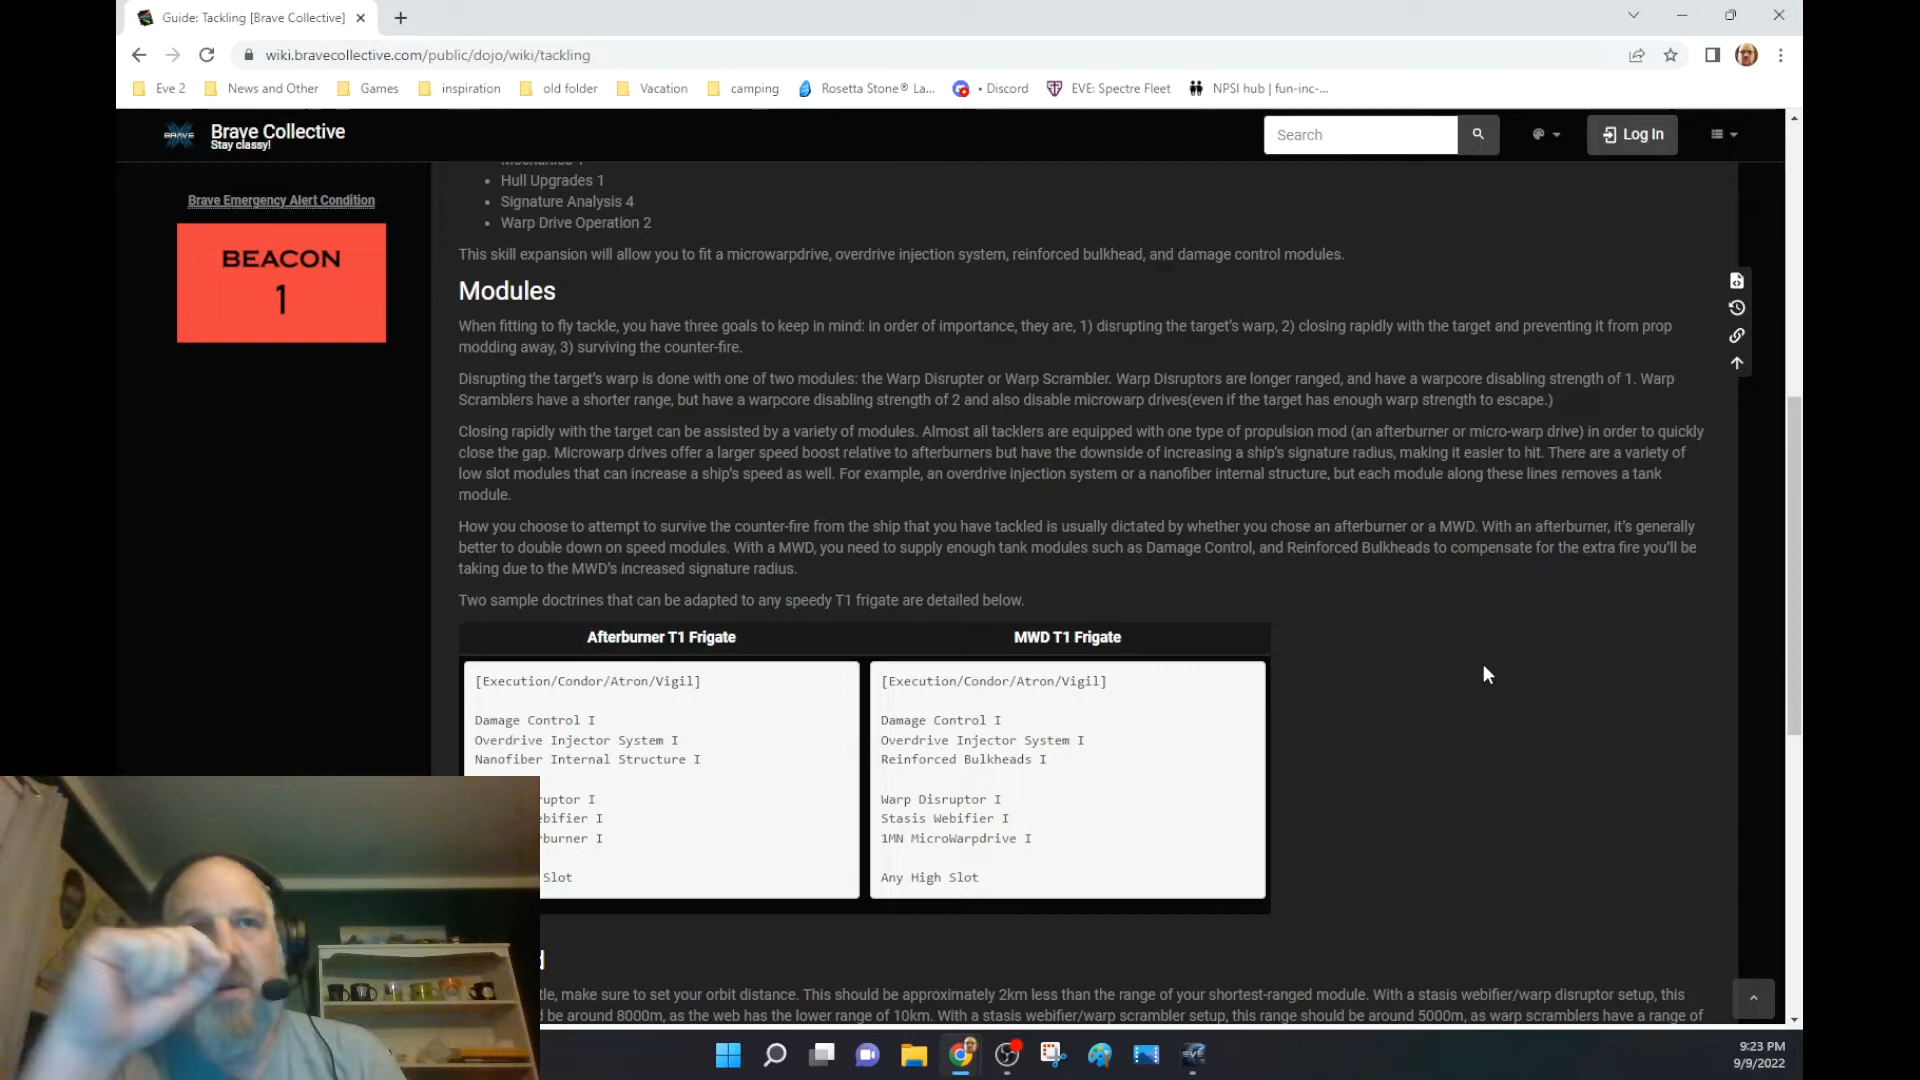 Guide: Tackling [Brave Collective]
wiki.bravecollective.com/public/dojo/wiki/tackling
Eve 2 News and Other Games inspiration old folder Vacation camping Rosetta Stone® La... • Discord EVE: Spectre Fleet NPSI hub | fun-inc-...
BRAVE
Brave Collective
Stay classy!
Search
Log In
Brave Emergency Alert Condition
BEACON
1
• Hull Upgrades 1
• Signature Analysis 4
• Warp Drive Operation 2
This skill expansion will allow you to fit a microwarpdrive, overdrive injection system, reinforced bulkhead, and damage control modules.
Modules
When fitting to fly tackle, you have three goals to keep in mind: in order of importance, they are, 1) disrupting the target's warp, 2) closing rapidly with the target and preventing it from prop
modding away, 3) surviving the counter-fire.
Disrupting the target's warp is done with one of two modules: the Warp Disrupter or Warp Scrambler. Warp Disruptors are longer ranged, and have a warpcore disabling strength of 1. Warp
Scramblers have a shorter range, but have a warpcore disabling strength of 2 and also disable microwarp drives(even if the target has enough warp strength to escape.)
Closing rapidly with the target can be assisted by a variety of modules. Almost all tacklers are equipped with one type of propulsion mod (an afterburner or micro-warp drive) in order to quickly
close the gap. Microwarp drives offer a larger speed boost relative to afterburners but have the downside of increasing a ship's signature radius, making it easier to hit. There are a variety of
low slot modules that can increase a ship's speed as well. For example, an overdrive injection system or a nanofiber internal structure, but each module along these lines removes a tank
module.
How you choose to attempt to survive the counter-fire from the ship that you have tackled is usually dictated by whether you chose an afterburner or a MWD. With an afterburner, it's generally
better to double down on speed modules. With a MWD, you need to supply enough tank modules such as Damage Control, and Reinforced Bulkheads to compensate for the extra fire you'll be
taking due to the MWD's increased signature radius.
Two sample doctrines that can be adapted to any speedy T1 frigate are detailed below.
Afterburner T1 Frigate
[Execution/Condor/Atron/Vigil]
Damage Control I
Overdrive Injector System I
Nanofiber Internal Structure I
ruptor I
ebifier I
burner I
Slot
MWD T1 Frigate
[Execution/Condor/Atron/Vigil]
Damage Control I
Overdrive Injector System I
Reinforced Bulkheads I
Warp Disruptor I
Stasis Webifier I
1MN MicroWarpdrive I
Any High Slot
d
tle, make sure to set your orbit distance. This should be approximately 2km less than the range of your shortest-ranged module. With a stasis webifier/warp disruptor setup, this
be around 8000m, as the web has the lower range of 10km. With a stasis webifier/warp scrambler setup, this range should be around 5000m, as warp scramblers have a range of
9:23 PM
9/9/2022